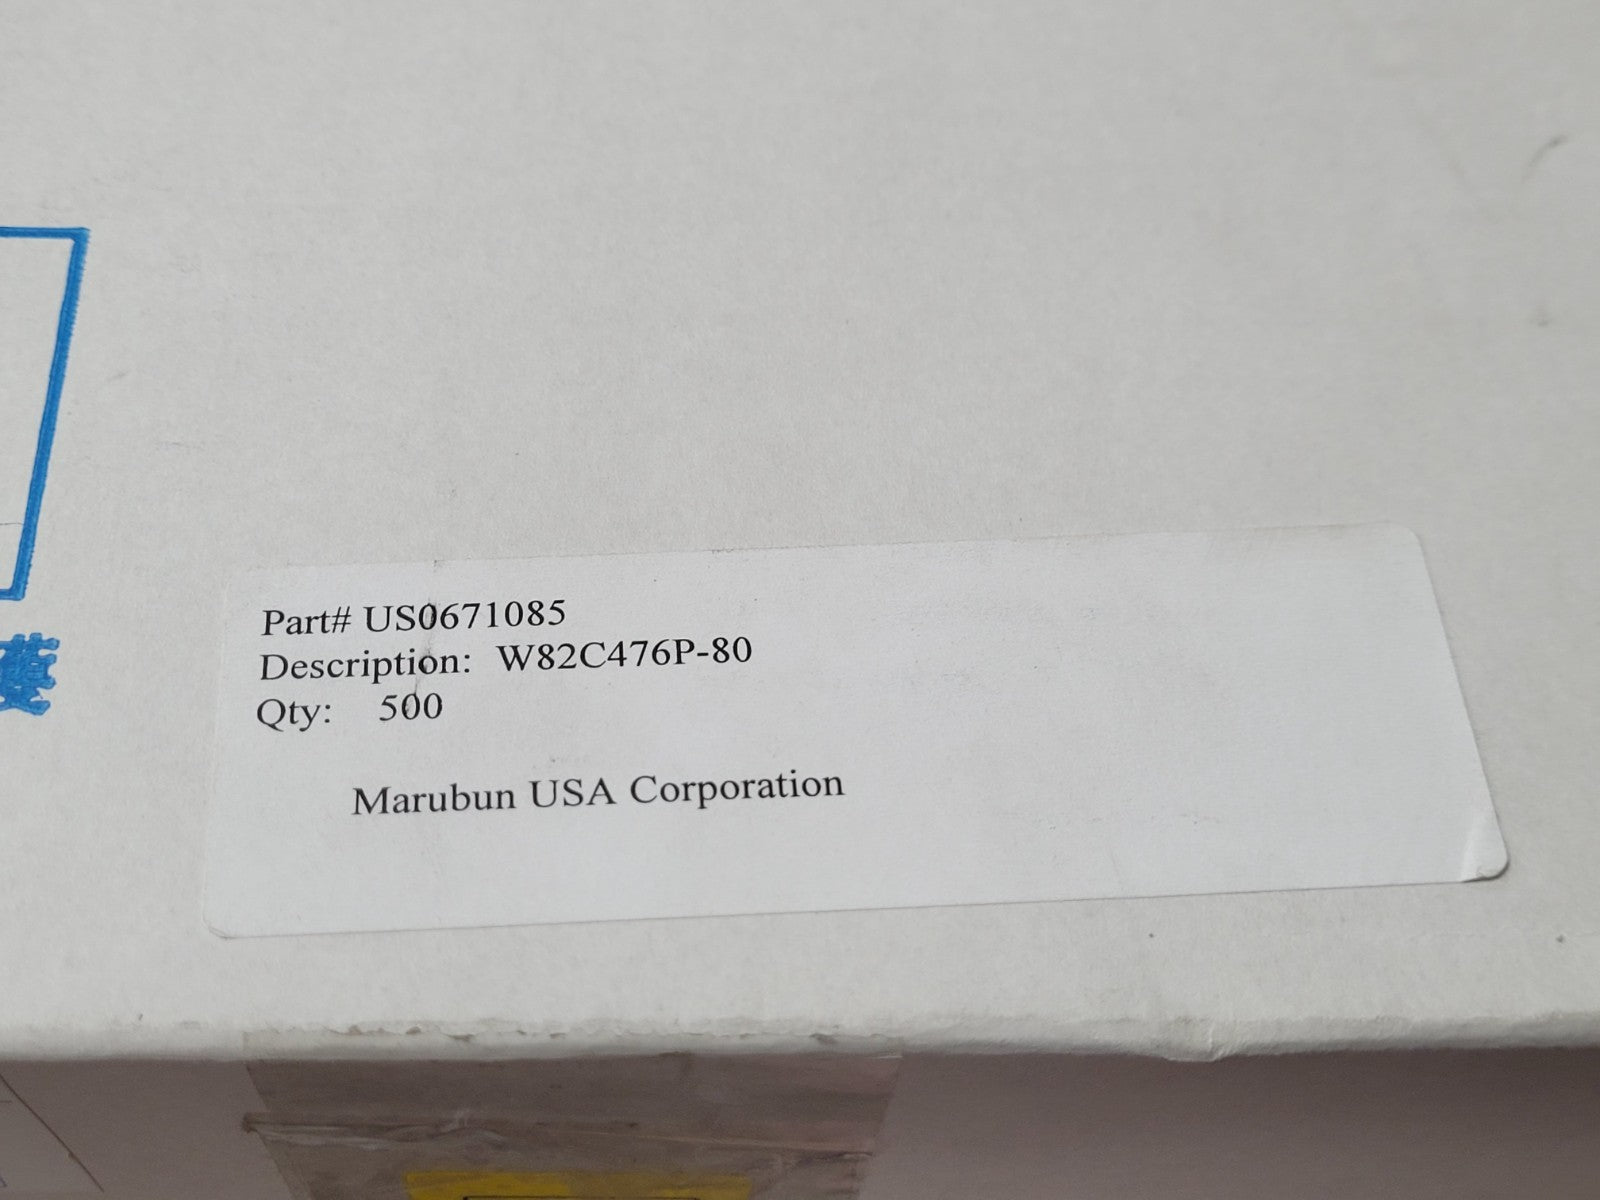 Part# US0671085
Description: W82C476P-80
Qty: 500
Marubun USA Corporation